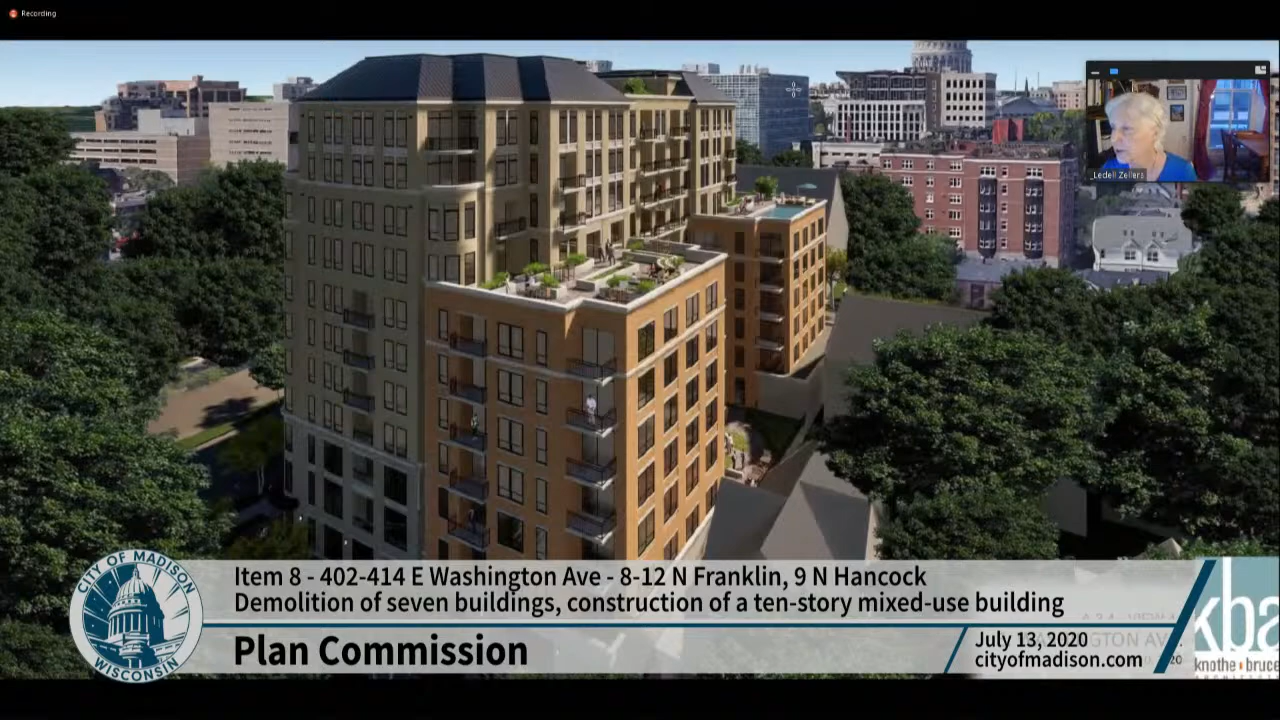 Recording
Ledell Zellers
Item 8 - 402-414 E Washington Ave - 8-12 N Franklin, 9 N Hancock
Demolition of seven buildings, construction of a ten-story mixed-use building
Plan Commission
July 13, 2020
cityofmadison.com
CITY OF MADISON
WISCONSIN
kba
knothe bruce